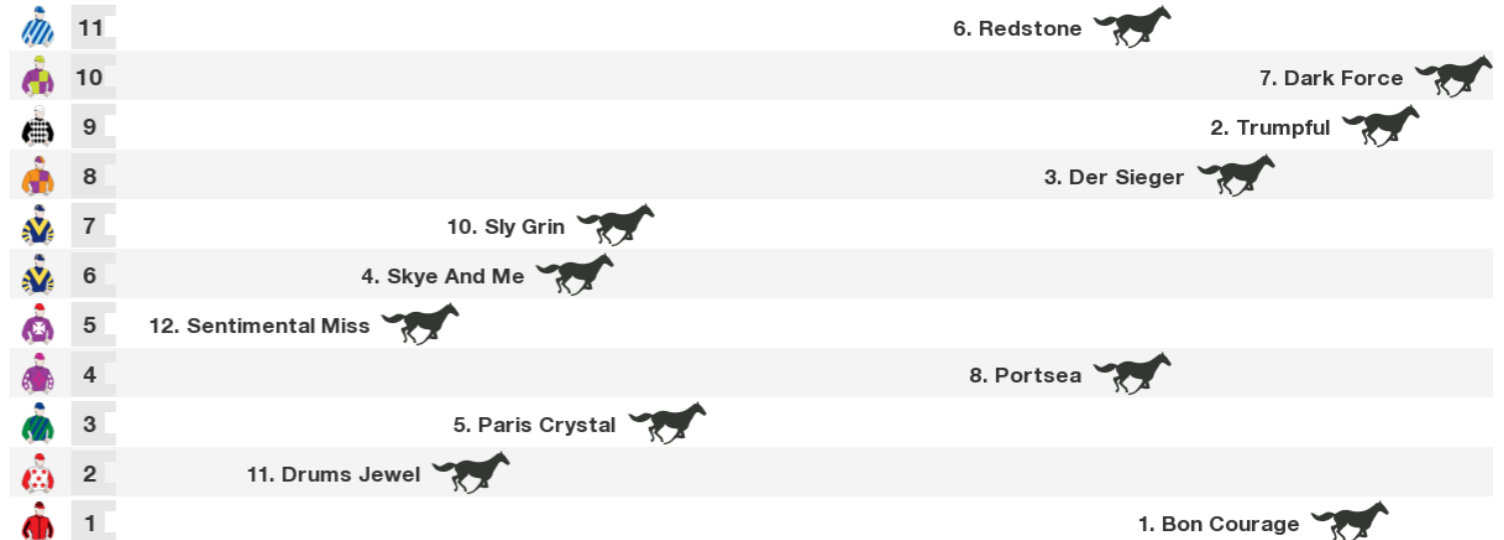 11 6. Redstone
10 7. Dark Force
9 2. Trumpful
8 3. Der Sieger
7 10. Sly Grin
6 4. Skye And Me
5 12. Sentimental Miss
4 8. Portsea
3 5. Paris Crystal
2 11. Drums Jewel
1 1. Bon Courage